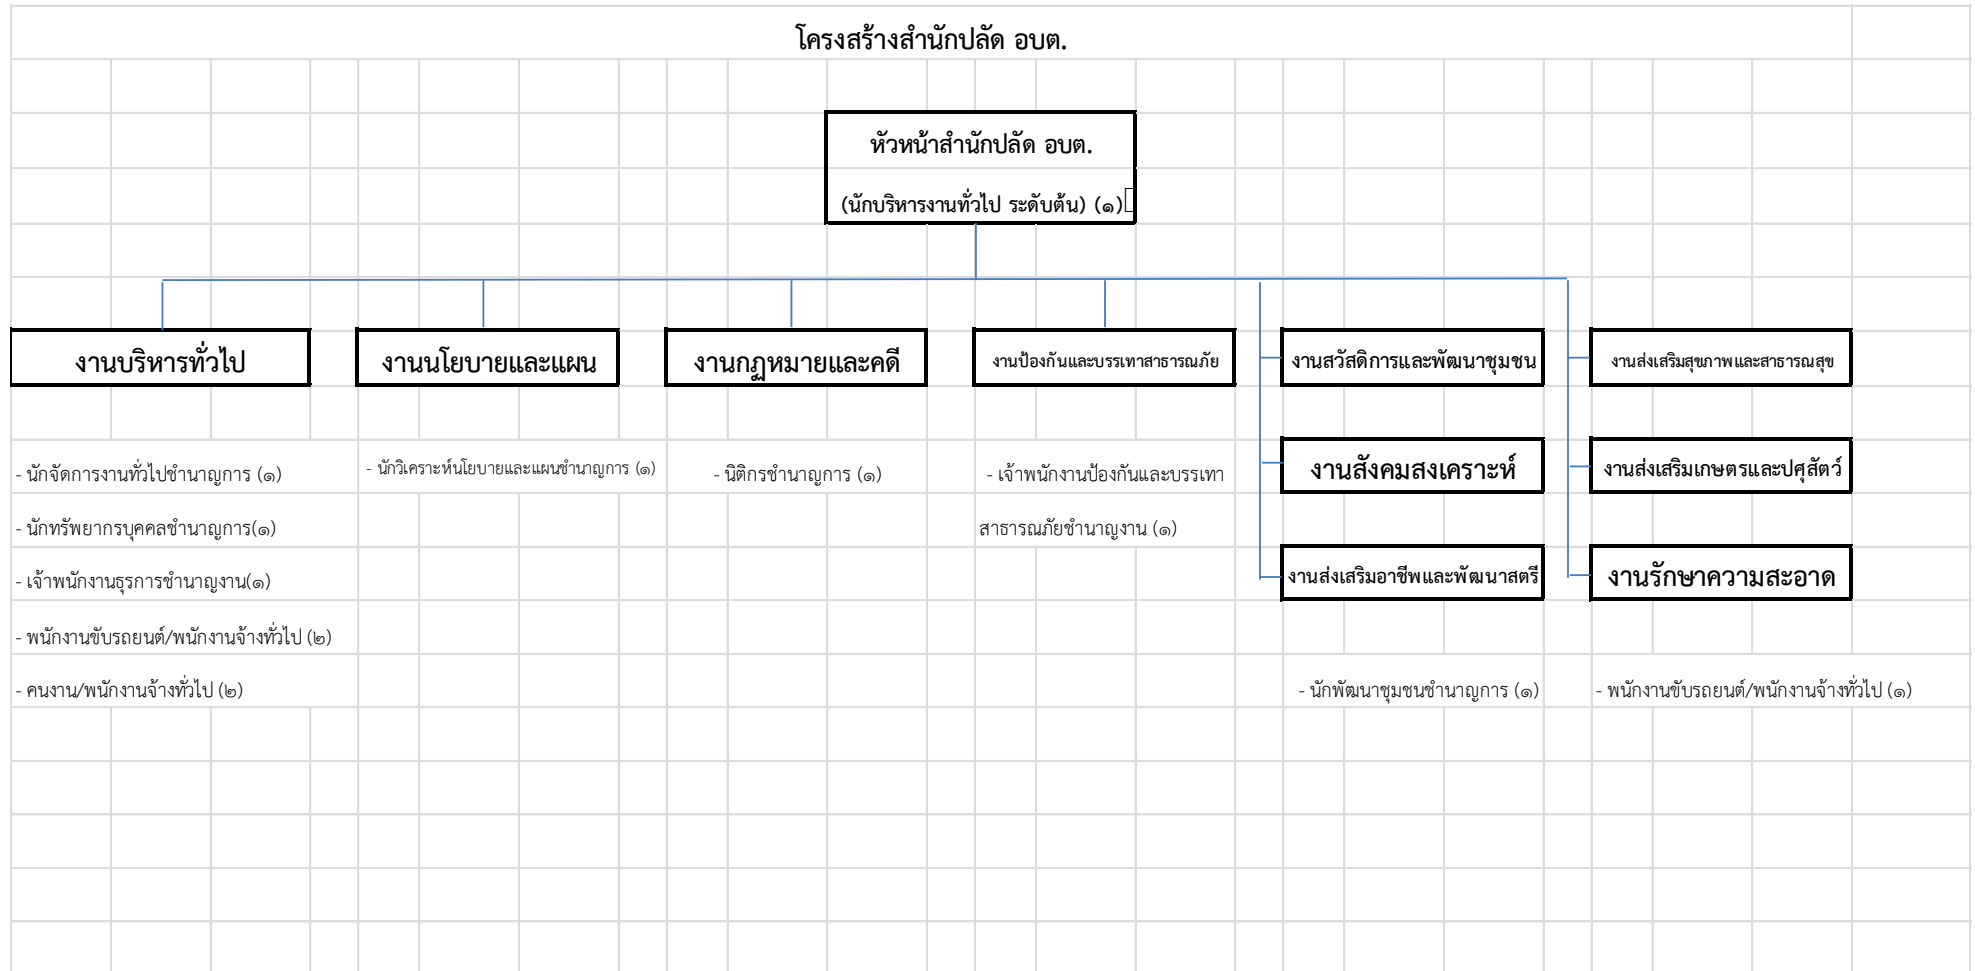 โครงสร้างสำนักปลัด อบต.
หัวหน้าสำนักปลัด อบต.
(นักบริหารงานทั่วไป ระดับต้น) (๑)
งานบริหารทั่วไป
งานนโยบายและแผน
งานกฎหมายและคดี
งานป้องกันและบรรเทาสาธารณภัย
งานสวัสดิการและพัฒนาชุมชน
งานส่งเสริมสุขภาพและสาธารณสุข
งานสังคมสงเคราะห์
งานส่งเสริมเกษตรและปศุสัตว์
งานส่งเสริมอาชีพและพัฒนาสตรี
งานรักษาความสะอาด
- นักจัดการงานทั่วไปชำนาญการ (๑)
- นักทรัพยากรบุคคลชำนาญการ(๑)
- เจ้าพนักงานธุรการชำนาญงาน(๑)
- พนักงานขับรถยนต์/พนักงานจ้างทั่วไป (๒)
- คนงาน/พนักงานจ้างทั่วไป (๒)
- นักวิเคราะห์นโยบายและแผนชำนาญการ (๑)
- นิติกรชำนาญการ (๑)
- เจ้าพนักงานป้องกันและบรรเทา
สาธารณภัยชำนาญงาน (๑)
- นักพัฒนาชุมชนชำนาญการ (๑)
- พนักงานขับรถยนต์/พนักงานจ้างทั่วไป (๑)